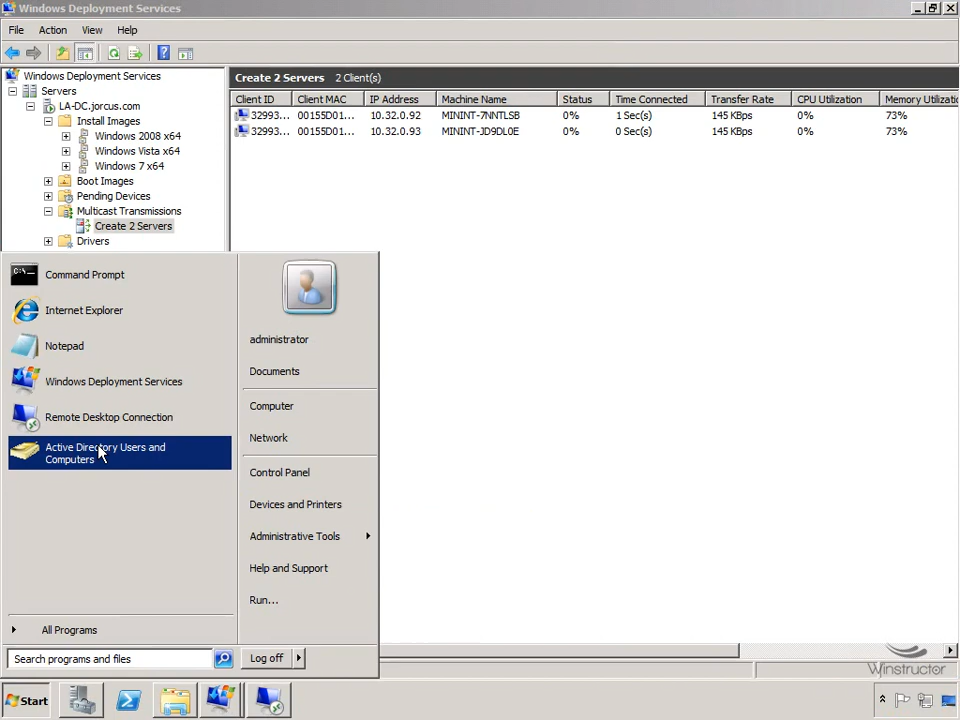 Windows Deployment Services
File Action View Help
Windows Deployment Services
Servers
LA-DC.jorcus.com
Install Images
Windows 2008 x64
Windows Vista x64
Windows 7 x64
Boot Images
Pending Devices
Multicast Transmissions
Create 2 Servers
Drivers
Create 2 Servers 2 Client(s)
Client ID Client MAC IP Address Machine Name Status Time Connected Transfer Rate CPU Utilization Memory Utilizatio
32993... 00155D01... 10.32.0.92 MININT-7NNTLSB 0% 1 Sec(s) 145 KBps 0% 73%
32993... 00155D01... 10.32.0.93 MININT-JD9DL0E 0% 0 Sec(s) 145 KBps 0% 73%
Command Prompt
Internet Explorer
Notepad
Windows Deployment Services
Remote Desktop Connection
Active Directory Users and
Computers
All Programs
Search programs and files
administrator
Documents
Computer
Network
Control Panel
Devices and Printers
Administrative Tools
Help and Support
Run...
Log off
Winstructor
Start